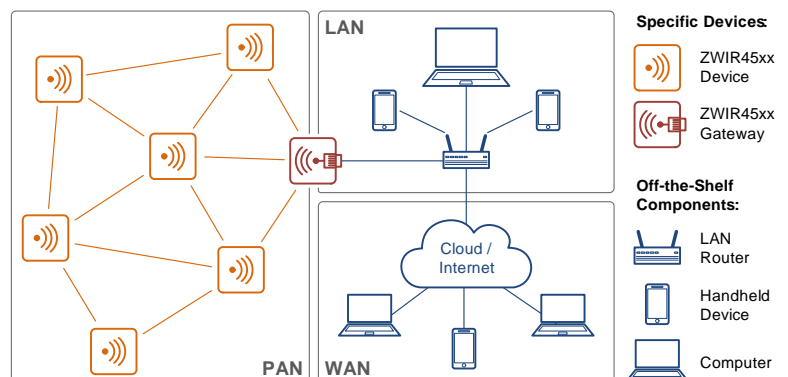 LAN
Cloud /
Internet
PAN
WAN
Specific Devices:
ZWIR45xx
Device
ZWIR45xx
Gateway
Off-the-Shelf
Components:
LAN
Router
Handheld
Device
Computer